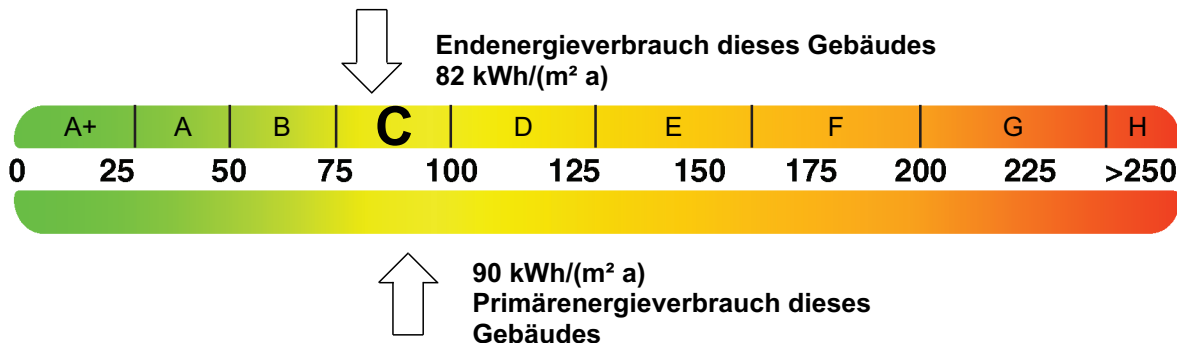 Endenergieverbrauch dieses Gebäudes
82 kWh/(m² a)
A+ A B C D E F G H
0 25 50 75 100 125 150 175 200 225 >250
90 kWh/(m² a)
Primärenergieverbrauch dieses
Gebäudes